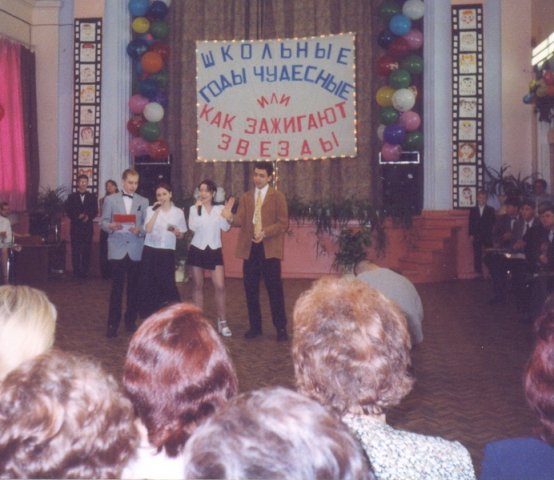 ШКОЛЬНЫЕ
ГОДЫ ЧУДЕСНЫЕ
ИЛИ
КАК ЗАЖИГАЮТ
ЗВЕЗДЫ